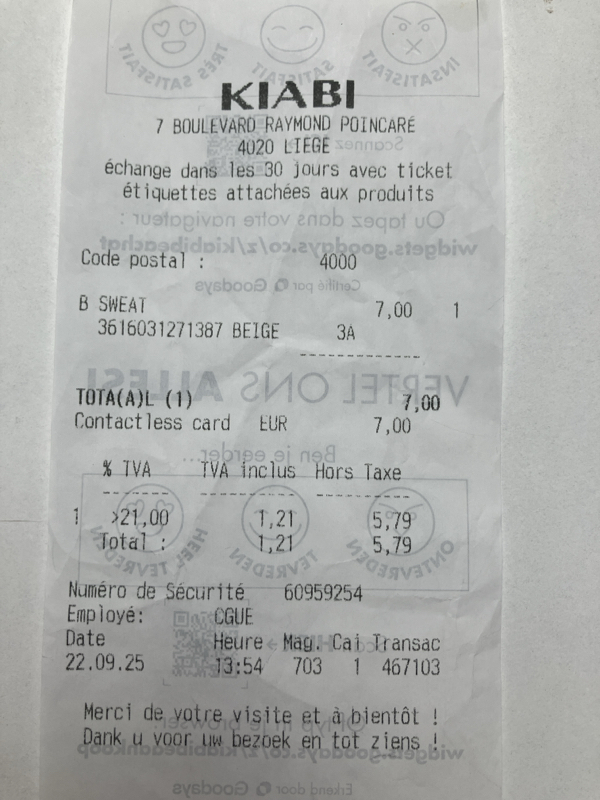 KIABI
7 BOULEVARD RAYMOND POINCARÉ
4020 LIEGE
échange dans les 30 jours avec ticket
étiquettes attachées aux produits
Code postal : 4000
B SWEAT 7,00 1
3616031271387 BEIGE 3A
--------------
TOTA(A)L (1) 7,00
Contactless card EUR 7,00
% TVA TVA inclus Hors Taxe
-------- ----------- -----------
1 >21,00 1,21 5,79
Total : 1,21 5,79
Numéro de Sécurité 60959254
Employé: CGUE
Date Heure Mag. Cai Transac
22.09.25 13:54 703 1 467103
Merci de votre visite et à bientôt !
Dank u voor uw bezoek en tot ziens !